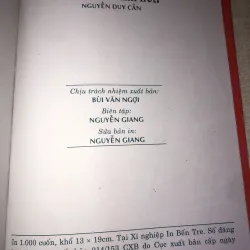 NGUYỄN DUY CẦN
Chịu trách nhiệm xuất bản:
BÙI VĂN NGỢI
Biên tập:
NGUYỄN GIANG
Sửa bản in:
NGUYỄN GIANG
In 1.000 cuốn, khổ 13 × 19cm. Tại Xí nghiệp In Bến Tre. Số đăng
914/153 CXB do Cục xuất bản cấp ngày